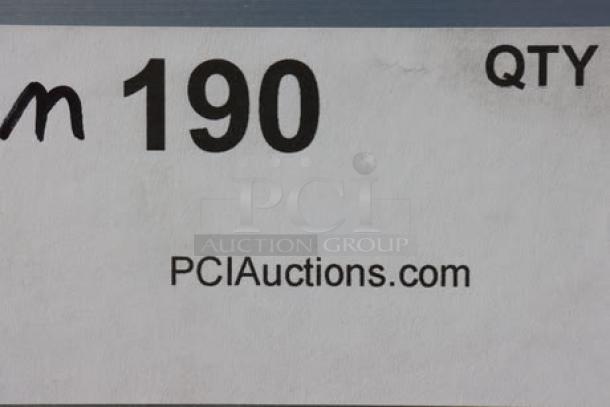 m 190 QTY
PCI
AUCTION GROUP
PCIAuctions.com